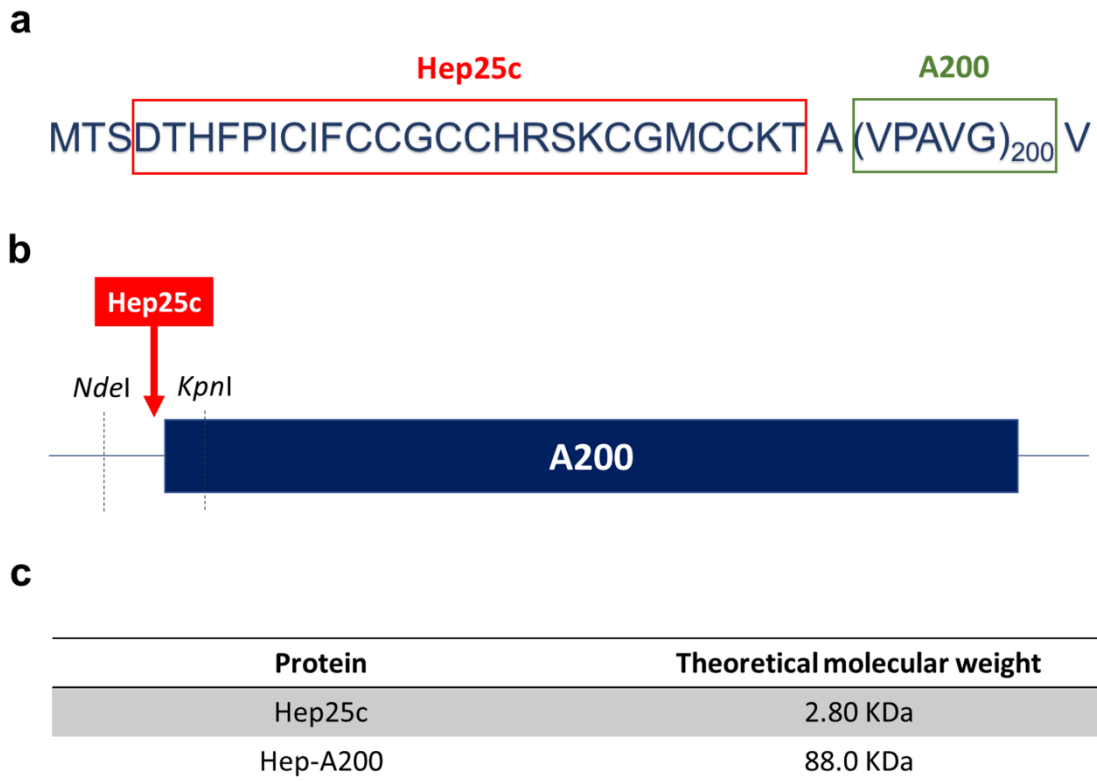 a
Hep25c A200
MTSDTHFPICIFCCGCCHRSKCGMCCKT A (VPAVG)200 V
b
Hep25c
NdeI KpnI
A200
c
Protein Theoretical molecular weight
Hep25c 2.80 KDa
Hep-A200 88.0 KDa